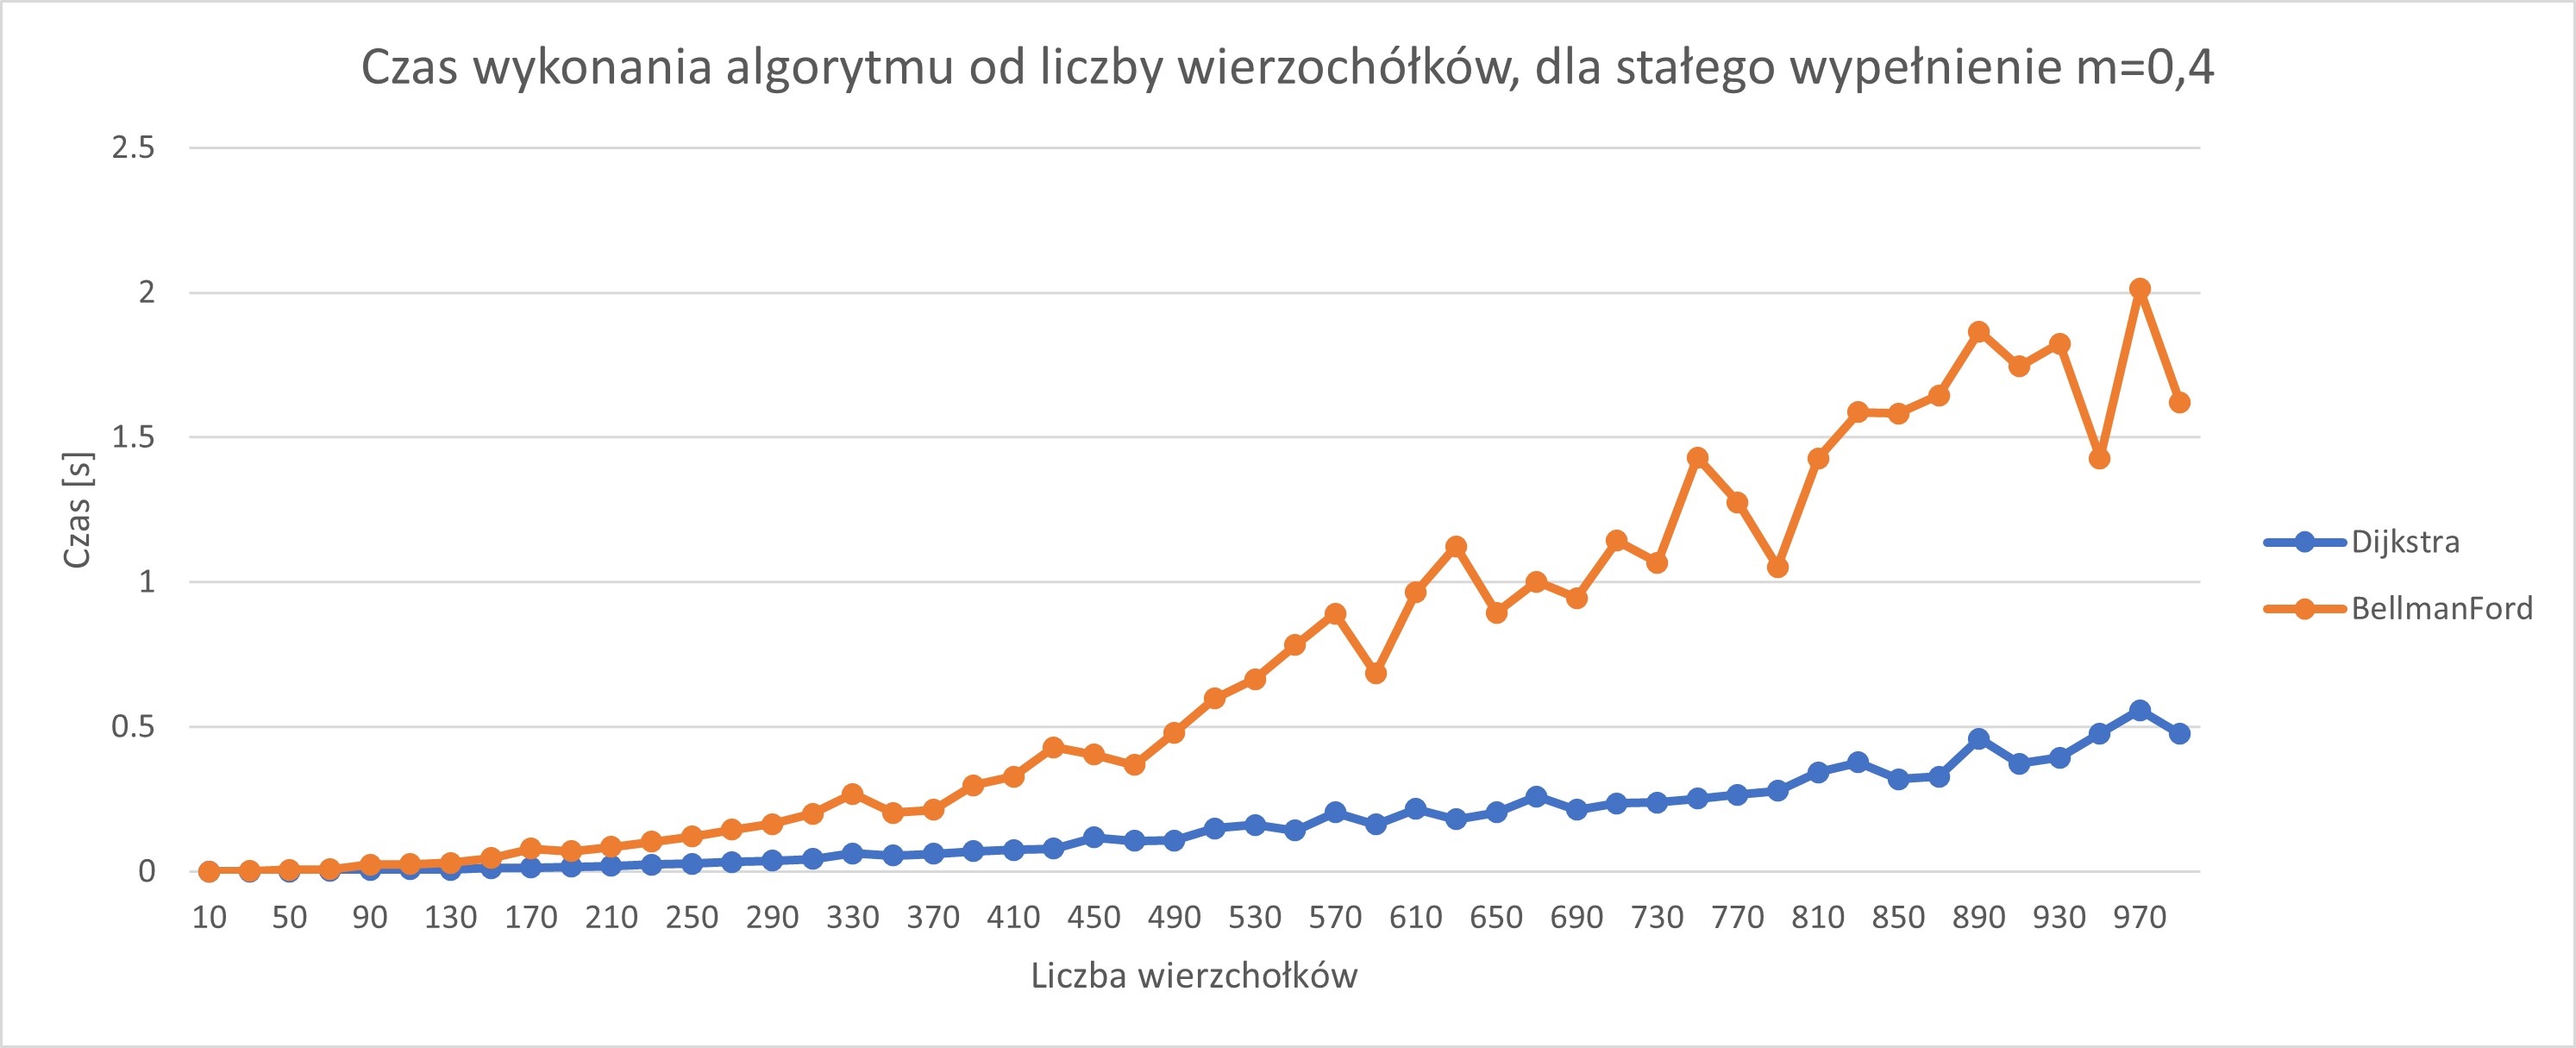 Czas wykonania algorytmu od liczby wierzochółków, dla stałego wypełnienie m=0,4
2.5
2
1.5
1
0.5
0
Czas [s]
10 50 90 130 170 210 250 290 330 370 410 450 490 530 570 610 650 690 730 770 810 850 890 930 970
Liczba wierzchołków
Dijkstra
BellmanFord